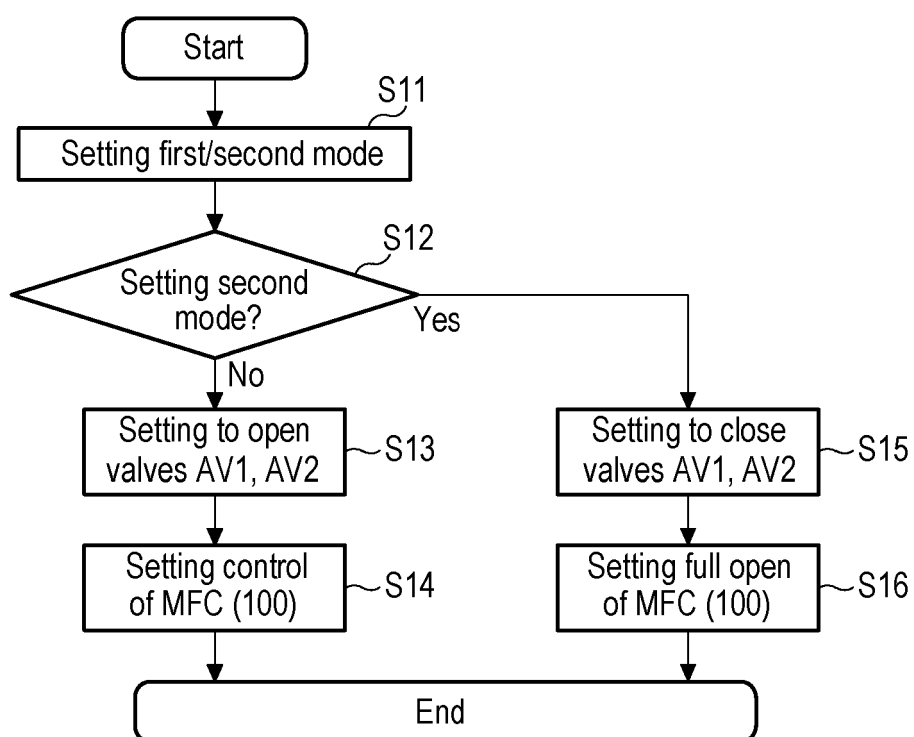 Start
S11
Setting first/second mode
S12
Setting second
mode?
Yes
No
Setting to open
valves AV1, AV2
S13
Setting to close
valves AV1, AV2
S15
Setting control
of MFC (100)
S14
Setting full open
of MFC (100)
S16
End